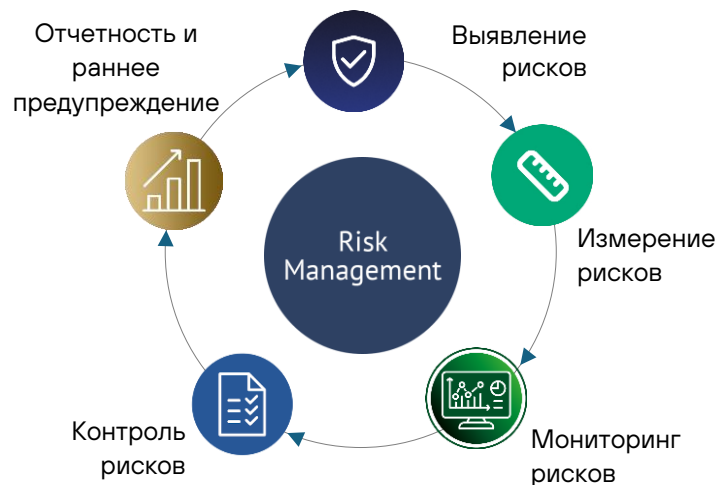 Отчетность и
раннее
предупреждение
Выявление
рисков
Risk
Management
Измерение
рисков
Контроль
рисков
Мониторинг
рисков